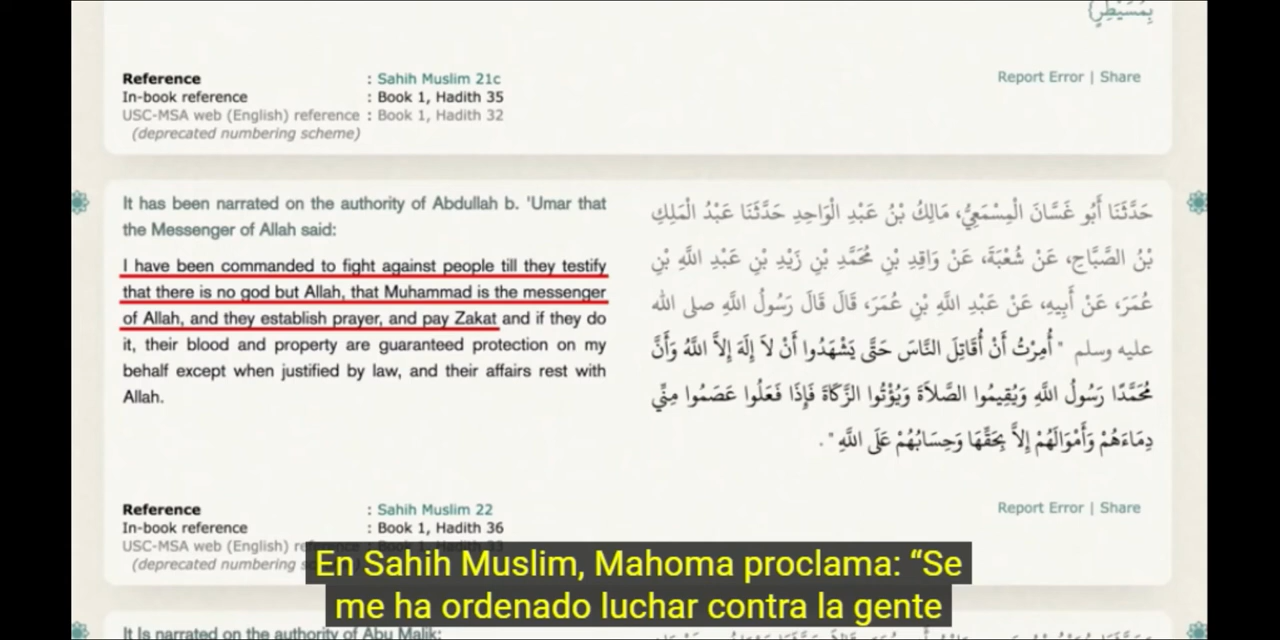 بِمُسَيْطِرٍ}
Reference : Sahih Muslim 21c
Report Error | Share
In-book reference : Book 1, Hadith 35
USC-MSA web (English) reference : Book 1, Hadith 32
(deprecated numbering scheme)
It has been narrated on the authority of Abdullah b. 'Umar that
the Messenger of Allah said:
I have been commanded to fight against people till they testify
that there is no god but Allah, that Muhammad is the messenger
of Allah, and they establish prayer, and pay Zakat and if they do
it, their blood and property are guaranteed protection on my
behalf except when justified by law, and their affairs rest with
Allah.
حَدَّثَنَا أَبُو غَسَّانَ الْمِسْمَعِيُّ، مَالِكُ بْنُ عَبْدِ الْوَاحِدِ حَدَّثَنَا عَبْدُ الْمَلِكِ
بْنُ الصَّبَّاحِ، عَنْ شُعْبَةَ، عَنْ وَاقِدِ بْنِ مُحَمَّدِ بْنِ زَيْدِ بْنِ عَبْدِ اللَّهِ بْنِ
عُمَرَ، عَنْ أَبِيهِ، عَنْ عَبْدِ اللَّهِ بْنِ عُمَرَ، قَالَ قَالَ رَسُولُ اللَّهِ صلى الله
عليه وسلم " أُمِرْتُ أَنْ أُقَاتِلَ النَّاسَ حَتَّى يَشْهَدُوا أَنْ لاَ إِلَهَ إِلاَّ اللَّهُ وَأَنَّ
مُحَمَّدًا رَسُولُ اللَّهِ وَيُقِيمُوا الصَّلاَةَ وَيُؤْتُوا الزَّكَاةَ فَإِذَا فَعَلُوا عَصَمُوا مِنِّي
دِمَاءَهُمْ وَأَمْوَالَهُمْ إِلاَّ بِحَقِّهَا وَحِسَابُهُمْ عَلَى اللَّهِ " .
Reference : Sahih Muslim 22
Report Error | Share
In-book reference : Book 1, Hadith 36
USC-MSA web (English)
(deprecated numbering
En Sahih Muslim, Mahoma proclama: “Se
me ha ordenado luchar contra la gente
It Is narrated on the authority of Abu Malik: